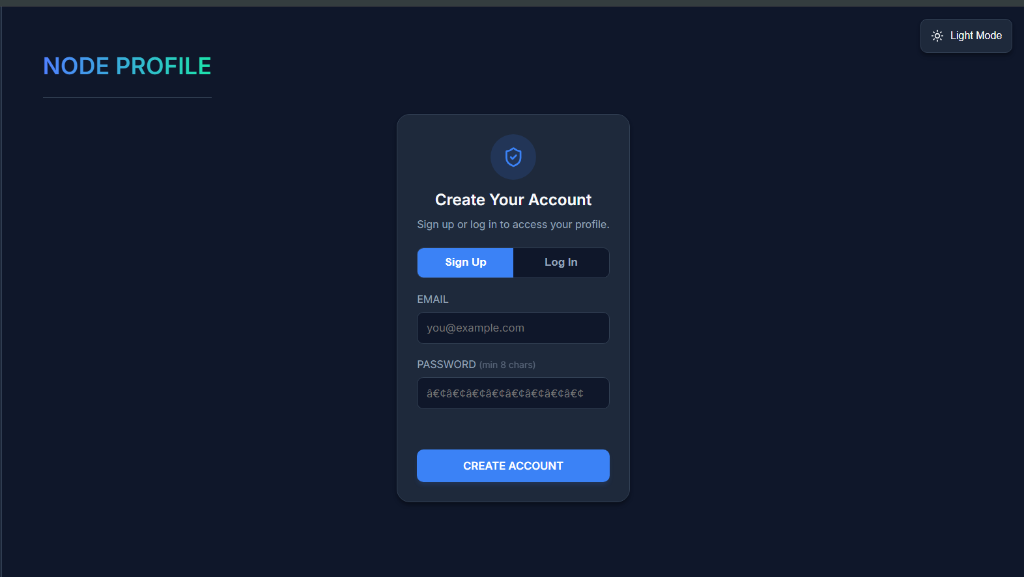 Light Mode
NODE PROFILE
Create Your Account
Sign up or log in to access your profile.
Sign Up Log In
EMAIL
you@example.com
PASSWORD (min 8 chars)
•••••••â€¢
CREATE ACCOUNT